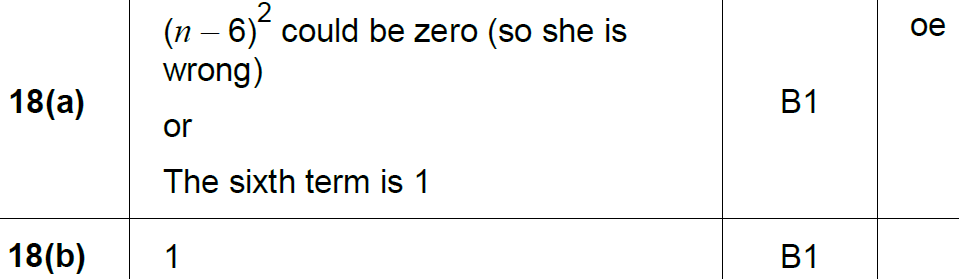 (n – 6)² could be zero (so she is
wrong)
oe
18(a)
or
B1
The sixth term is 1
18(b)
1
B1